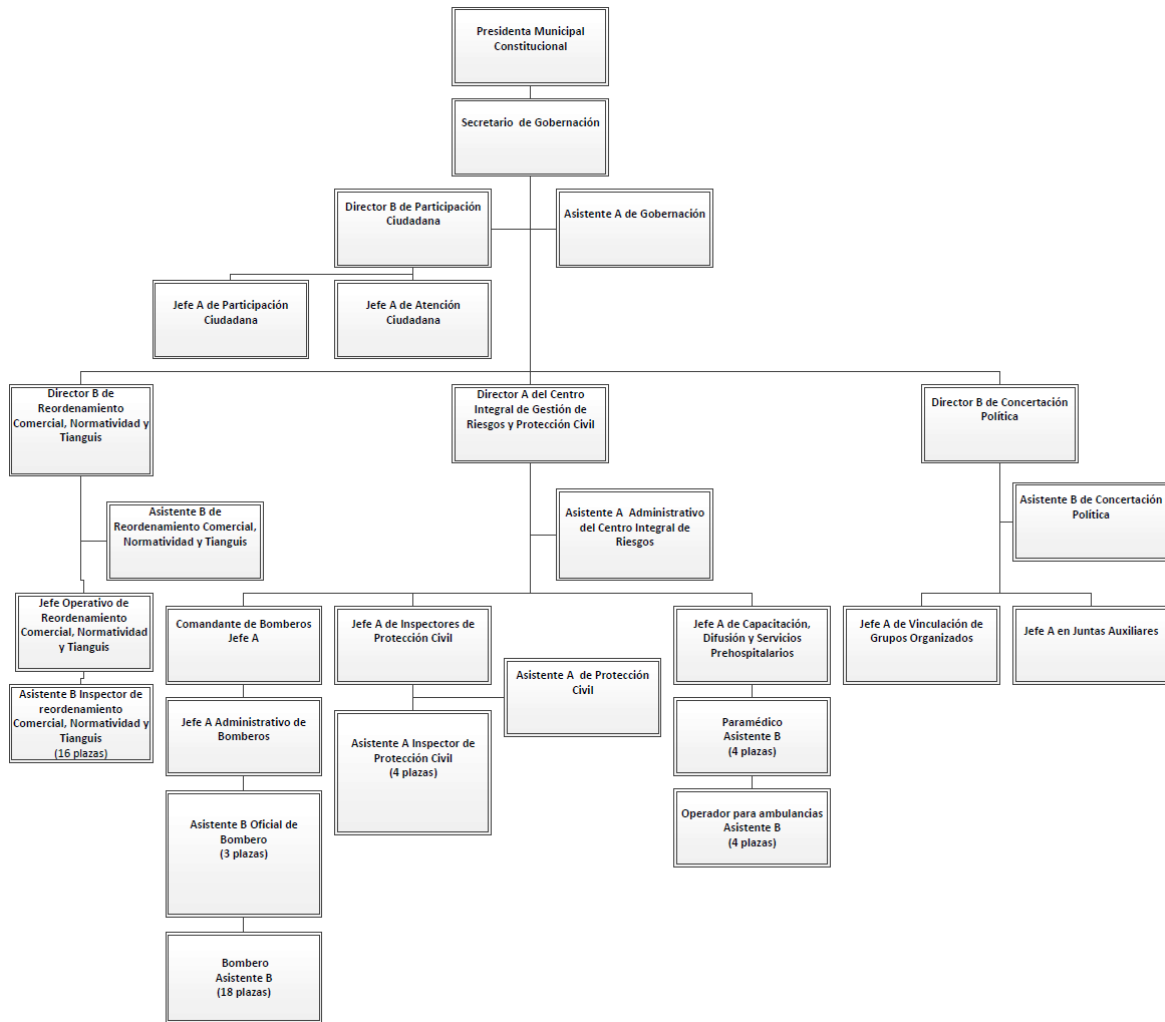 Presidenta Municipal
Constitucional
Secretario de Gobernación
Director B de Participación
Ciudadana
Asistente A de Gobernación
Jefe A de Participación
Ciudadana
Jefe A de Atención
Ciudadana
Director B de
Reordenamiento
Comercial, Normatividad y
Tianguis
Director A del Centro
Integral de Gestión de
Riesgos y Protección Civil
Director B de Concertación
Política
Asistente B de
Reordenamiento Comercial,
Normatividad y Tianguis
Asistente A Administrativo
del Centro Integral de
Riesgos
Asistente B de Concertación
Política
Jefe Operativo de
Reordenamiento
Comercial, Normatividad
y Tianguis
Comandante de Bomberos
Jefe A
Jefe A de Inspectores de
Protección Civil
Jefe A de Capacitación,
Difusión y Servicios
Prehospitalarios
Jefe A de Vinculación de
Grupos Organizados
Jefe A en Juntas Auxiliares
Asistente A de Protección
Civil
Asistente B Inspector de
reordenamiento
Comercial, Normatividad y
Tianguis
(16 plazas)
Jefe A Administrativo de
Bomberos
Asistente A Inspector de
Protección Civil
(4 plazas)
Paramédico
Asistente B
(4 plazas)
Operador para ambulancias
Asistente B
(4 plazas)
Asistente B Oficial de
Bombero
(3 plazas)
Bombero
Asistente B
(18 plazas)